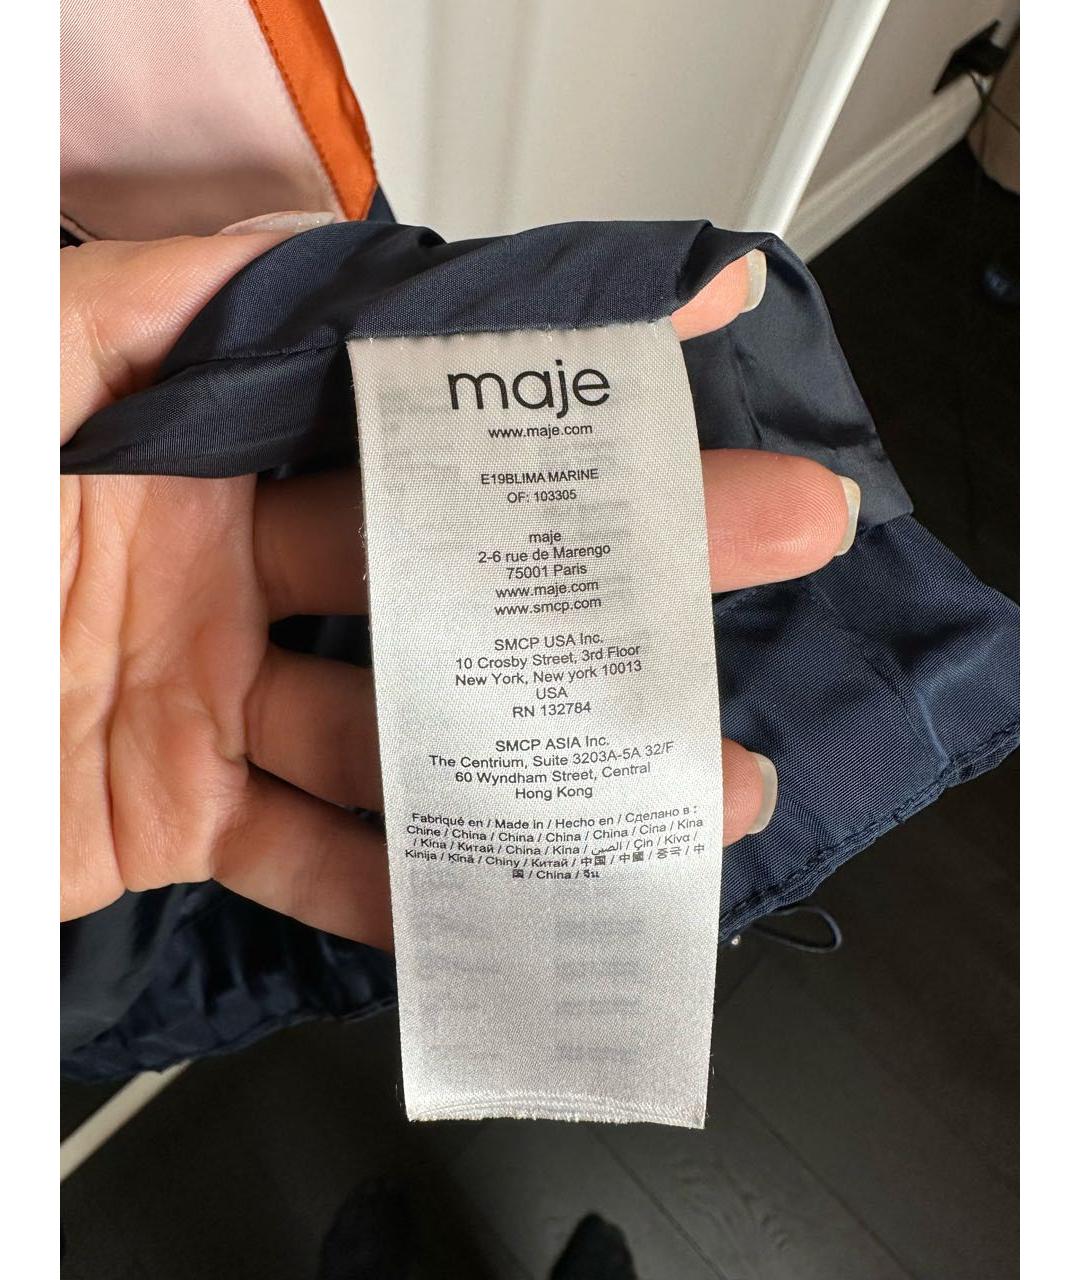 maje
www.maje.com
E19BLIMA MARINE
OF: 103305
maje
2-6 rue de Marengo
75001 Paris
www.maje.com
www.smcp.com
SMCP USA Inc.
10 Crosby Street, 3rd Floor
New York, New york 10013
USA
RN 132784
SMCP ASIA Inc.
The Centrium, Suite 3203A-5A 32/F
60 Wyndham Street, Central
Hong Kong
Fabriqué en / Made in / Hecho en / Сделано в :
Chine / China / China / China / China / Cina / Kina
/ Kina / Китай / China / Kína / الصين / Çin / Κίνα /
Kinija / Ķīnā / Chiny / Китай / 中国 / 中國 / 중국 / 中
国 / China / จีน